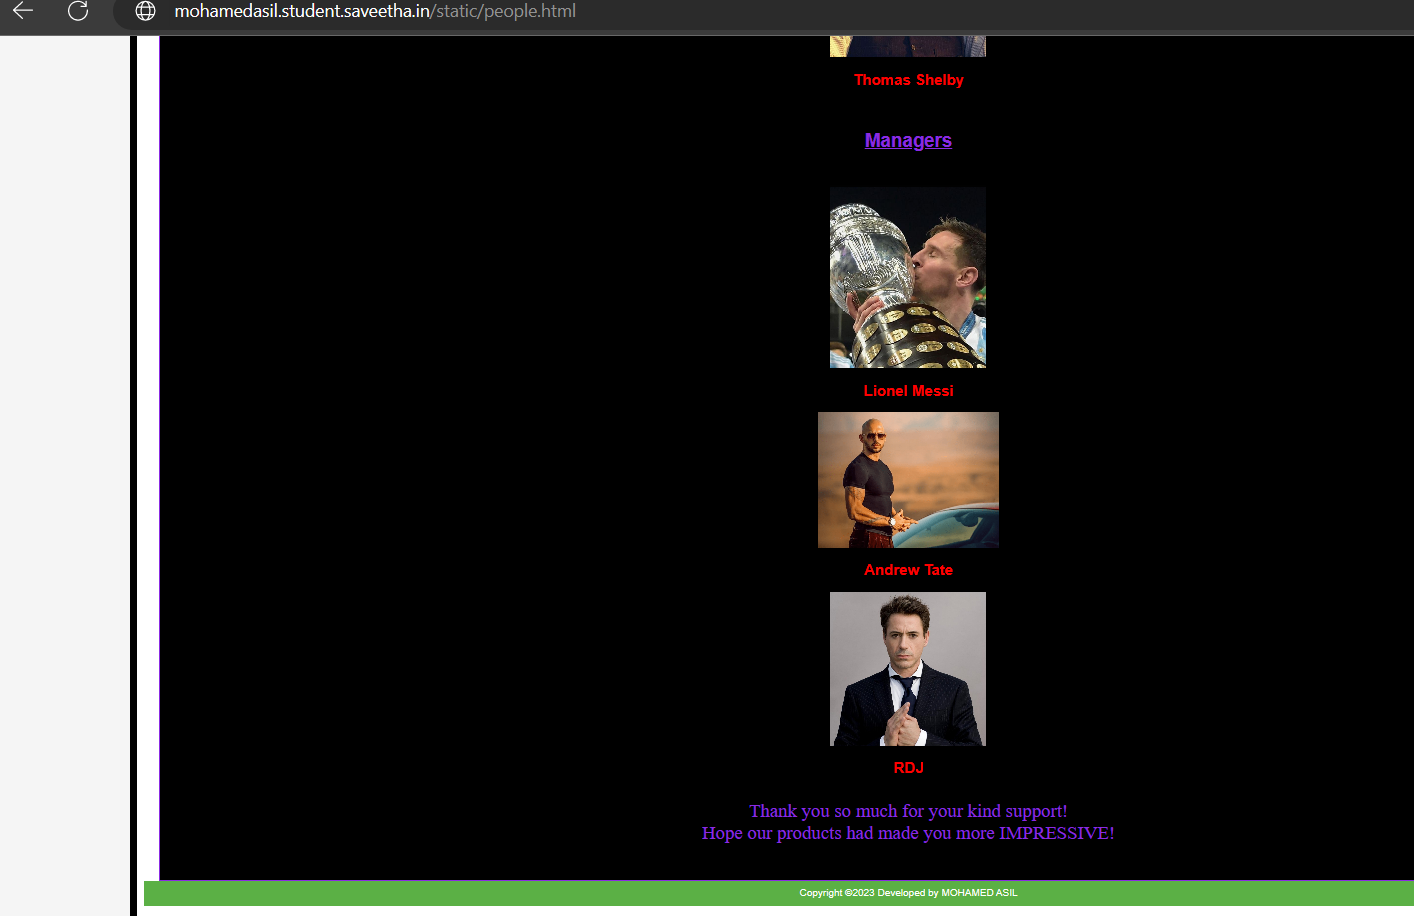 mohamedasil.student.saveetha.in/static/people.html
Thomas Shelby
Managers
Lionel Messi
Andrew Tate
RDJ
Thank you so much for your kind support!
Hope our products had made you more IMPRESSIVE!
Copyright ©2023 Developed by MOHAMED ASIL